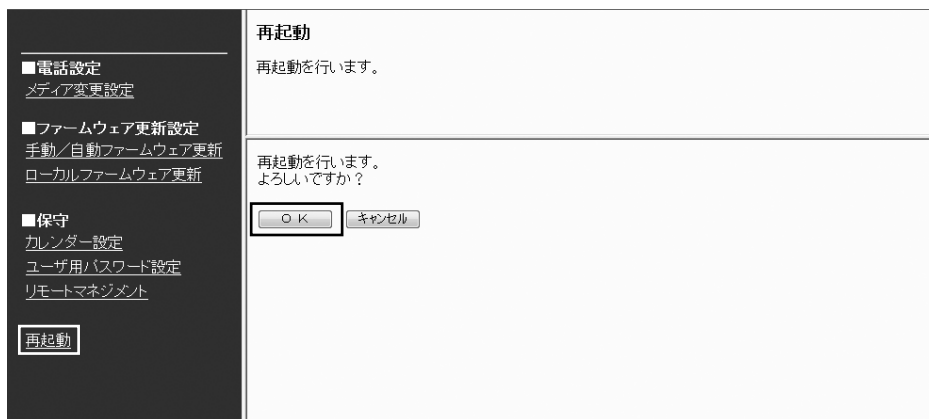 ■電話設定
メディア変更設定
■ファームウェア更新設定
手動／自動ファームウェア更新
ローカルファームウェア更新
■保守
カレンダー設定
ユーザ用パスワード設定
リモートマネジメント
再起動
再起動
再起動を行います。
再起動を行います。
よろしいですか？
ＯＫ キャンセル